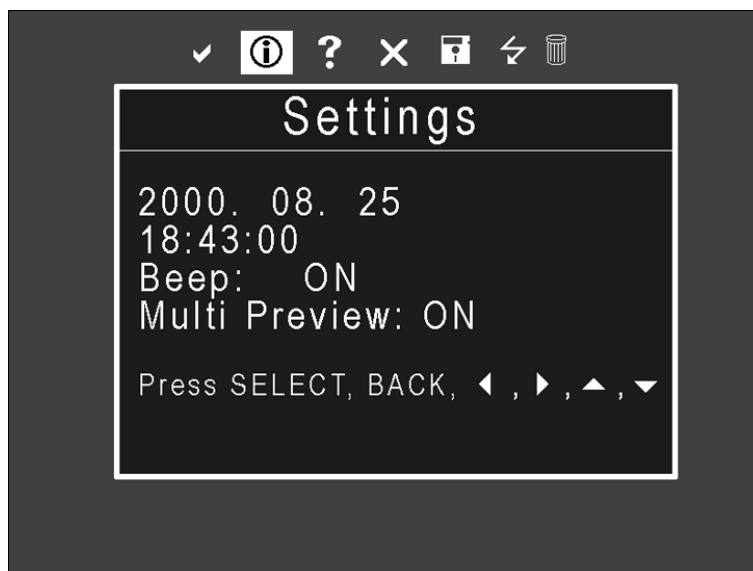 Settings
2000. 08. 25
18:43:00
Beep: ON
Multi Preview: ON
Press SELECT, BACK, ◀ , ▶ , ▲ , ▼